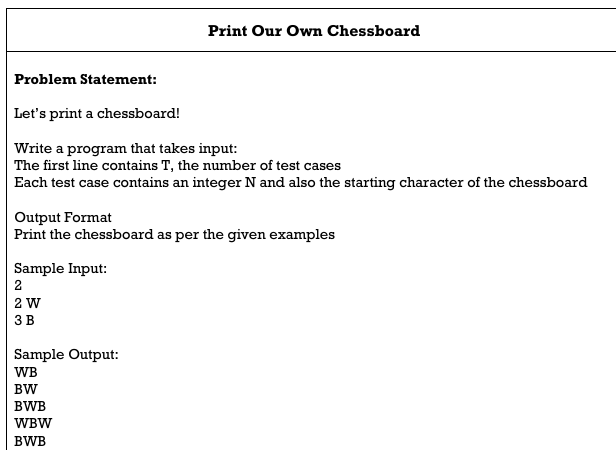 Print Our Own Chessboard
Problem Statement:
Let's print a chessboard!
Write a program that takes input:
The first line contains T, the number of test cases
Each test case contains an integer N and also the starting character of the chessboard
Output Format
Print the chessboard as per the given examples
Sample Input:
2
2 W
3 B
Sample Output:
WB
BW
BWB
WBW
BWB